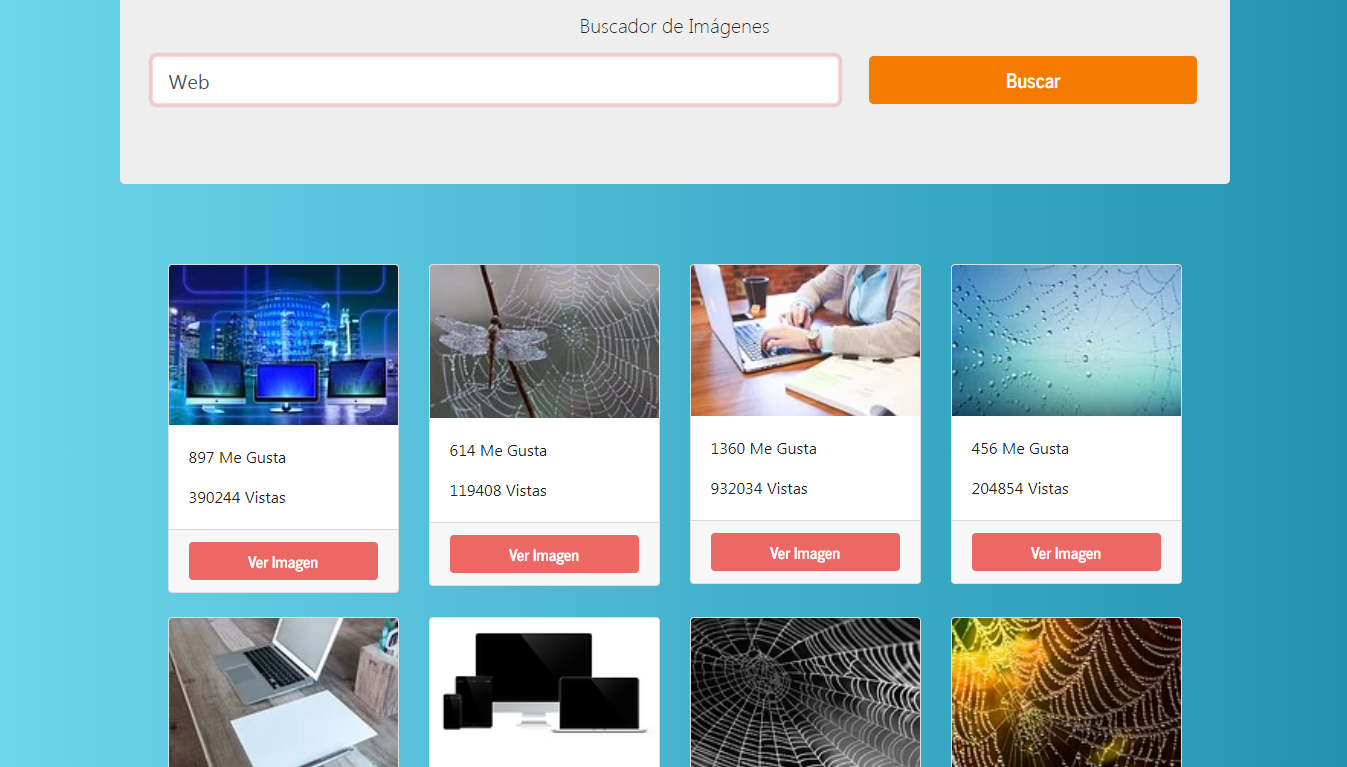 Buscador de Imágenes
Web
Buscar
897 Me Gusta
390244 Vistas
Ver Imagen
614 Me Gusta
119408 Vistas
Ver Imagen
1360 Me Gusta
932034 Vistas
Ver Imagen
456 Me Gusta
204854 Vistas
Ver Imagen